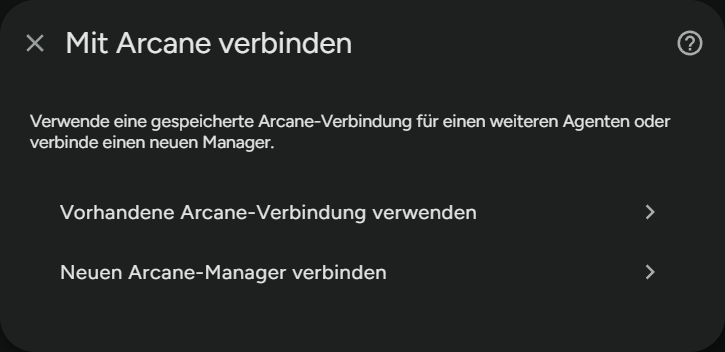 Mit Arcane verbinden
Verwende eine gespeicherte Arcane-Verbindung für einen weiteren Agenten oder
verbinde einen neuen Manager.
Vorhandene Arcane-Verbindung verwenden
Neuen Arcane-Manager verbinden